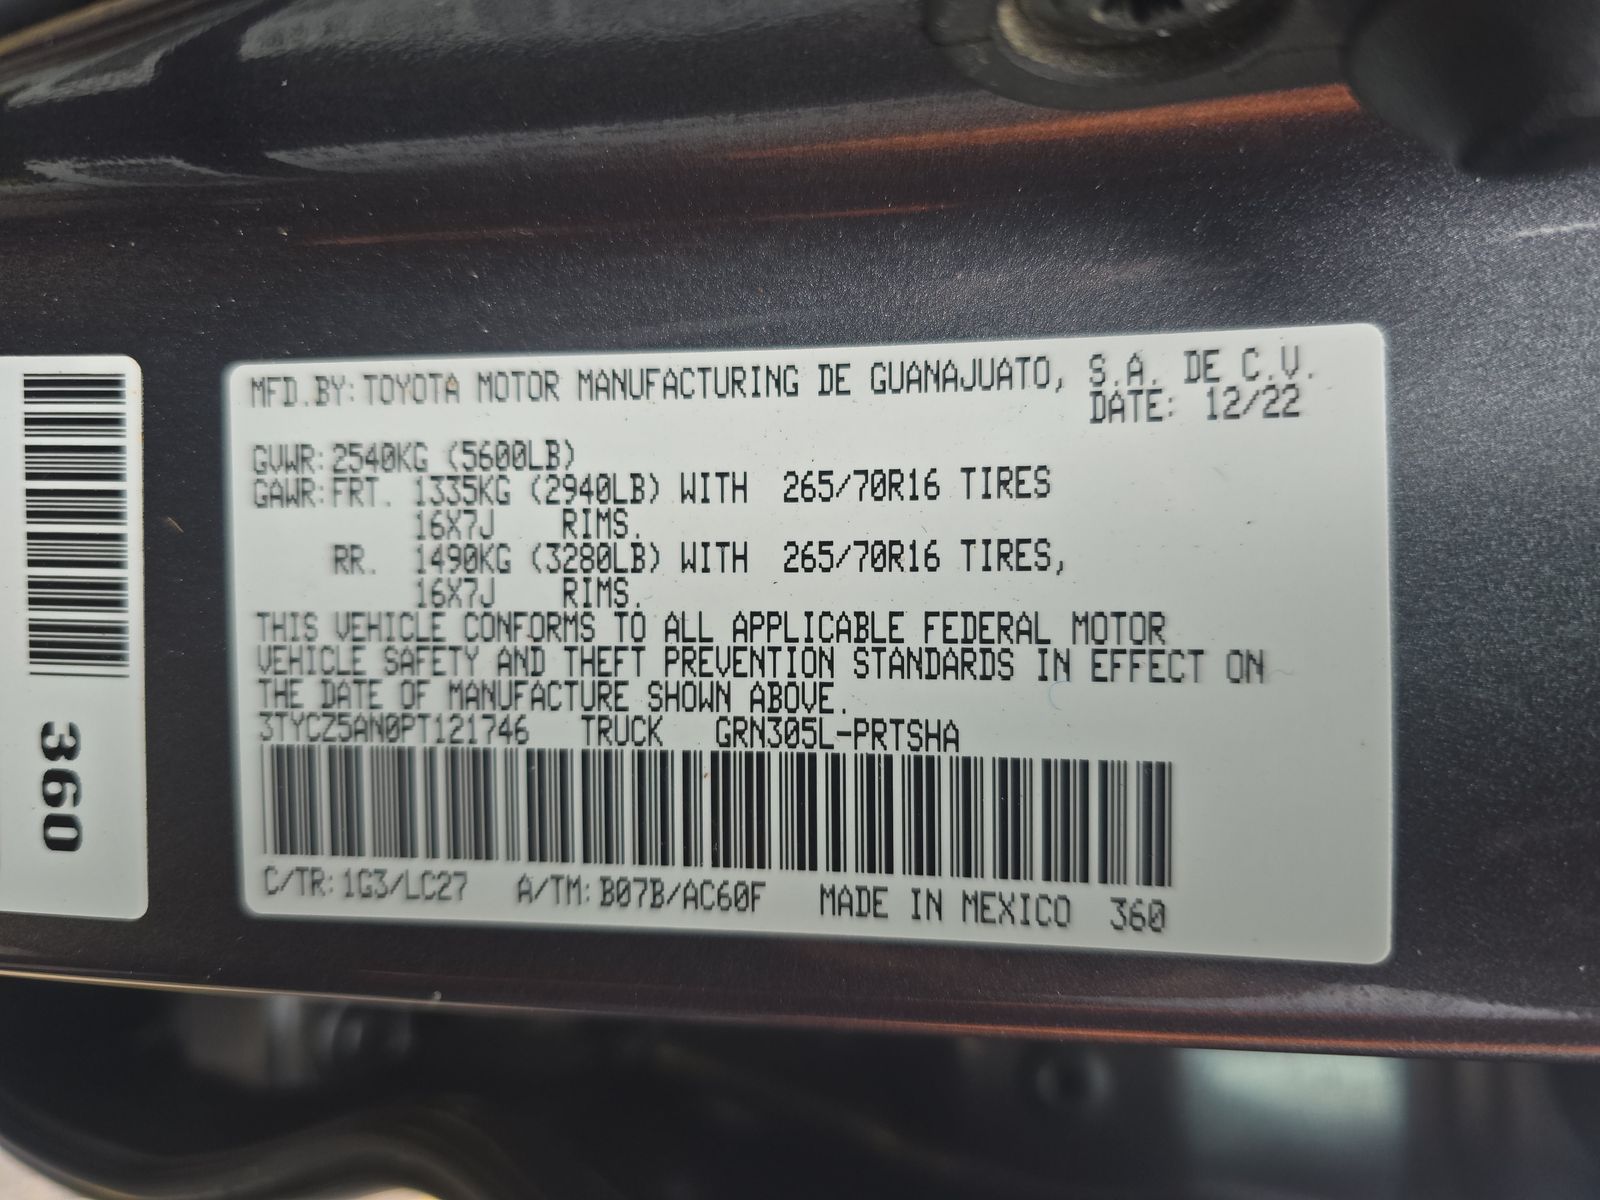 MFD.BY: TOYOTA MOTOR MANUFACTURING DE GUANAJUATO, S.A. DE C.V.
DATE: 12/22
GVWR: 2540KG (5600LB)
GAWR: FRT. 1335KG (2940LB) WITH 265/70R16 TIRES
16X7J RIMS.
RR. 1490KG (3280LB) WITH 265/70R16 TIRES,
16X7J RIMS.
THIS VEHICLE CONFORMS TO ALL APPLICABLE FEDERAL MOTOR
VEHICLE SAFETY AND THEFT PREVENTION STANDARDS IN EFFECT ON
THE DATE OF MANUFACTURE SHOWN ABOVE.
3TYCZ5AN0PT121746 TRUCK GRN305L-PRTSHA
C/TR: 1G3/LC27 A/TM: B07B/AC60F MADE IN MEXICO 360
360